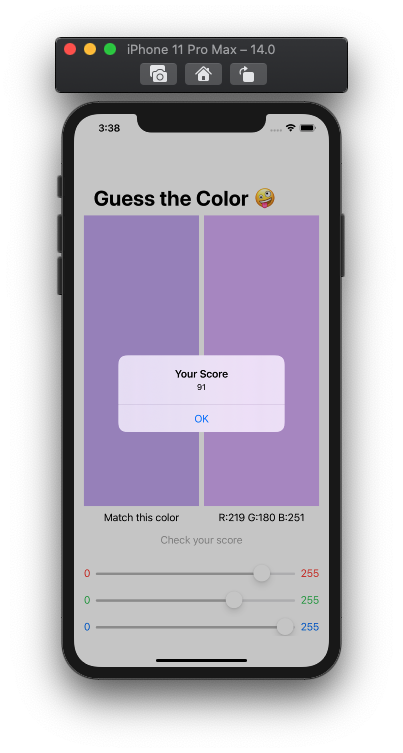 iPhone 11 Pro Max – 14.0
3:38
Guess the Color 🤪
Your Score
91
OK
Match this color R:219 G:180 B:251
Check your score
0 255
0 255
0 255